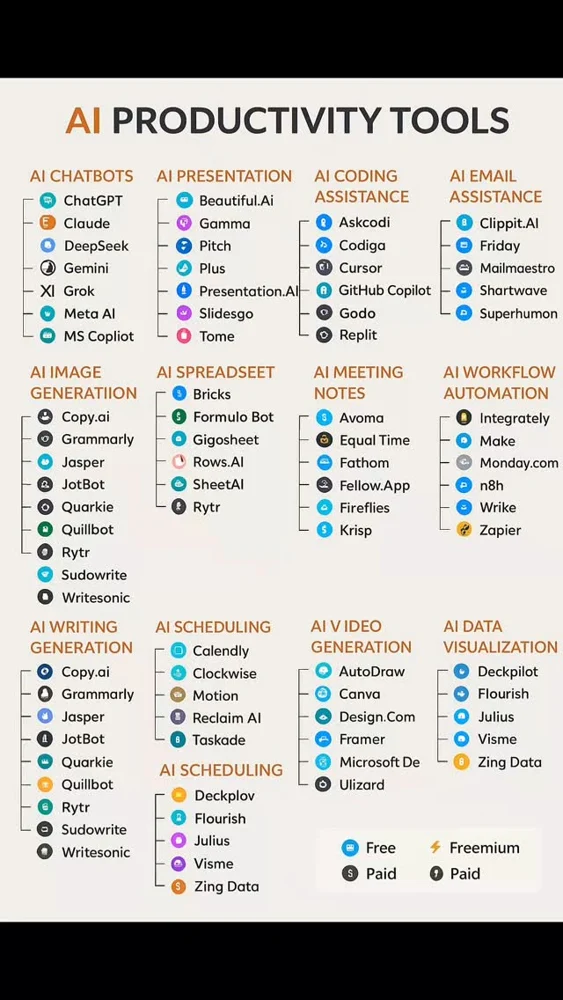 AI PRODUCTIVITY TOOLS
AI CHATBOTS
ChatGPT
Claude
DeepSeek
Gemini
Grok
Meta AI
MS Copliot
AI PRESENTATION
Beautiful.Ai
Gamma
Pitch
Plus
Presentation.AI
Slidesgo
Tome
AI CODING
ASSISTANCE
Askcodi
Codiga
Cursor
GitHub Copilot
Godo
Replit
AI EMAIL
ASSISTANCE
Clippit.AI
Friday
Mailmaestro
Shartwave
Superhumon
AI IMAGE
GENERATIION
Copy.ai
Grammarly
Jasper
JotBot
Quarkie
Quillbot
Rytr
Sudowrite
Writesonic
AI SPREADSEET
Bricks
Formulo Bot
Gigosheet
Rows.AI
SheetAI
Rytr
AI MEETING
NOTES
Avoma
Equal Time
Fathom
Fellow.App
Fireflies
Krisp
AI WORKFLOW
AUTOMATION
Integrately
Make
Monday.com
n8h
Wrike
Zapier
AI WRITING
GENERATION
Copy.ai
Grammarly
Jasper
JotBot
Quarkie
Quillbot
Rytr
Sudowrite
Writesonic
AI SCHEDULING
Calendly
Clockwise
Motion
Reclaim AI
Taskade
AI SCHEDULING
Deckplov
Flourish
Julius
Visme
Zing Data
AI V IDEO
GENERATION
AutoDraw
Canva
Design.Com
Framer
Microsoft De
Ulizard
AI DATA
VISUALIZATION
Deckpilot
Flourish
Julius
Visme
Zing Data
Free
Freemium
Paid
Paid